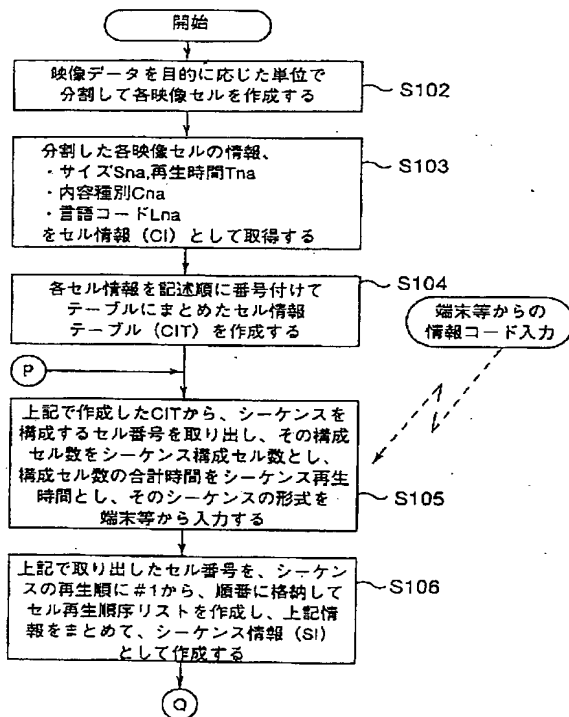 開始
映像データを目的に応じた単位で
分割して各映像セルを作成する
S102
分割した各映像セルの情報、
・サイズSna,再生時間Tna
・内容種別Cna
・言語コードLna
をセル情報（CI）として取得する
S103
各セル情報を記述順に番号付けて
テーブルにまとめたセル情報
テーブル（CIT）を作成する
S104
端末等からの
情報コード入力
P
上記で作成したCITから、シーケンスを
構成するセル番号を取り出し、その構成
セル数をシーケンス構成セル数とし、
構成セル数の合計時間をシーケンス再生
時間とし、そのシーケンスの形式を
端末等から入力する
S105
上記で取り出したセル番号を、シーケン
スの再生順に#1から、順番に格納して
セル再生順序リストを作成し、上記情
報をまとめて、シーケンス情報（SI）
として作成する
S106
Q